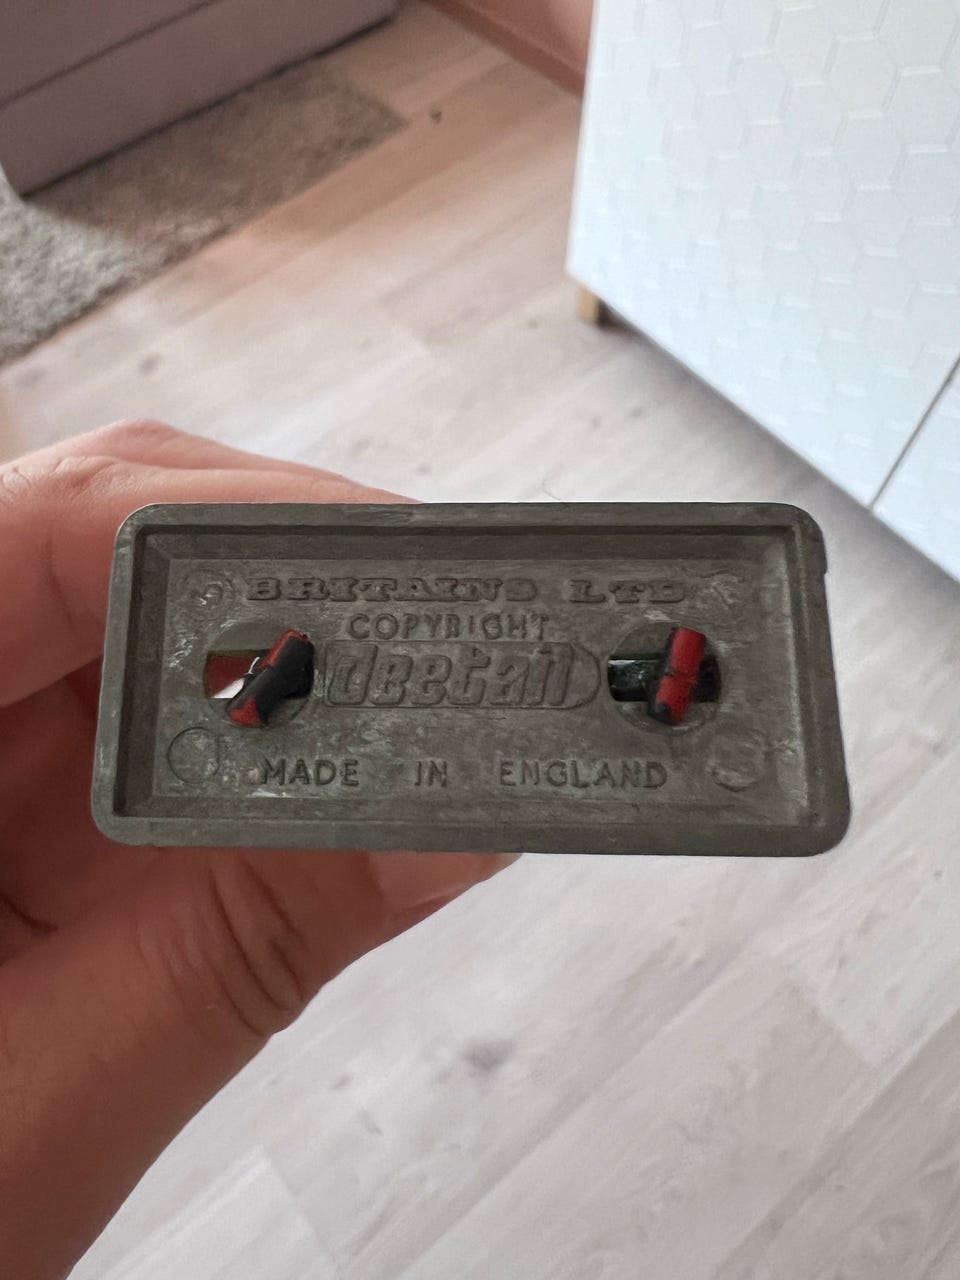 BRITAINS LTD
COPYRIGHT
deetail
MADE IN ENGLAND